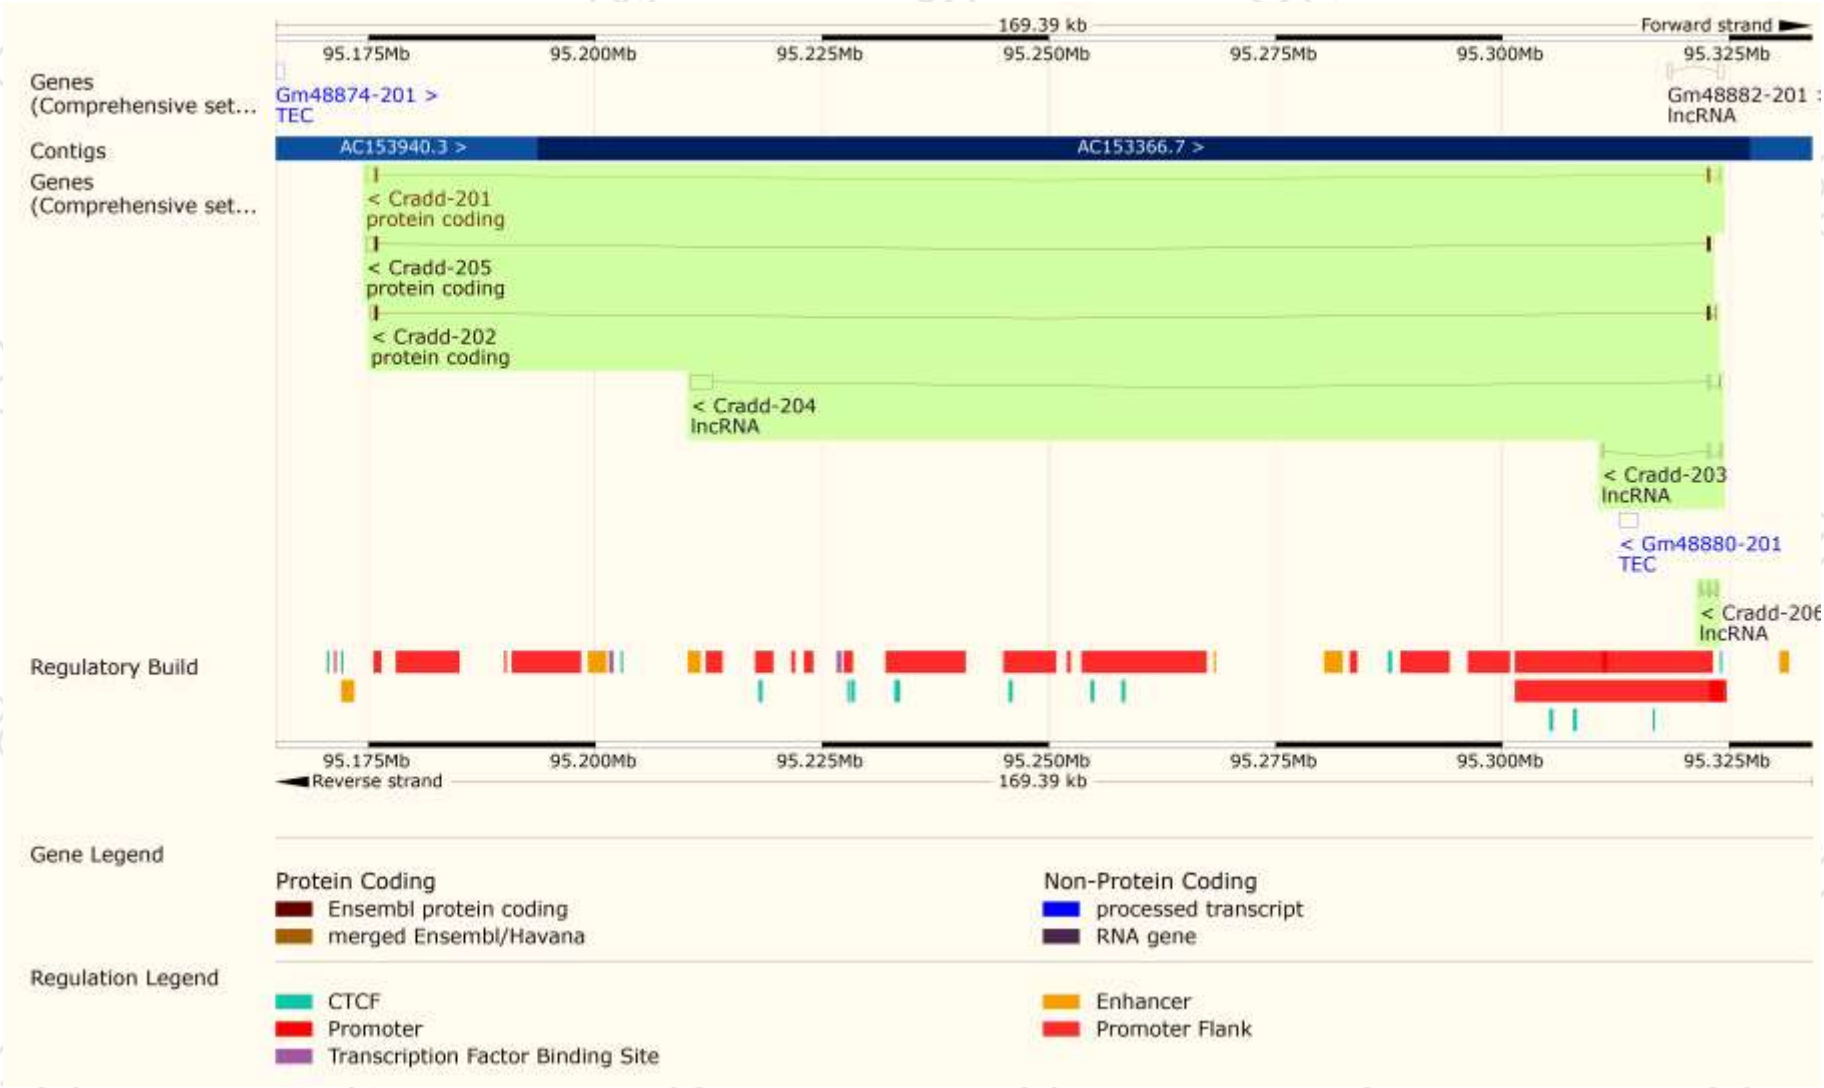 169.39 kb
Forward strand
95.175Mb 95.200Mb 95.225Mb 95.250Mb 95.275Mb 95.300Mb 95.325Mb
Genes
(Comprehensive set...
Gm48874-201 >
TEC
Gm48882-201 >
lncRNA
Contigs
AC153940.3 >
AC153366.7 >
Genes
(Comprehensive set...
< Cradd-201
protein coding
< Cradd-205
protein coding
< Cradd-202
protein coding
< Cradd-204
lncRNA
< Cradd-203
lncRNA
< Gm48880-201
TEC
< Cradd-206
lncRNA
Regulatory Build
95.175Mb 95.200Mb 95.225Mb 95.250Mb 95.275Mb 95.300Mb 95.325Mb
Reverse strand
169.39 kb
Gene Legend
Protein Coding
Ensembl protein coding
merged Ensembl/Havana
Non-Protein Coding
processed transcript
RNA gene
Regulation Legend
CTCF
Promoter
Transcription Factor Binding Site
Enhancer
Promoter Flank